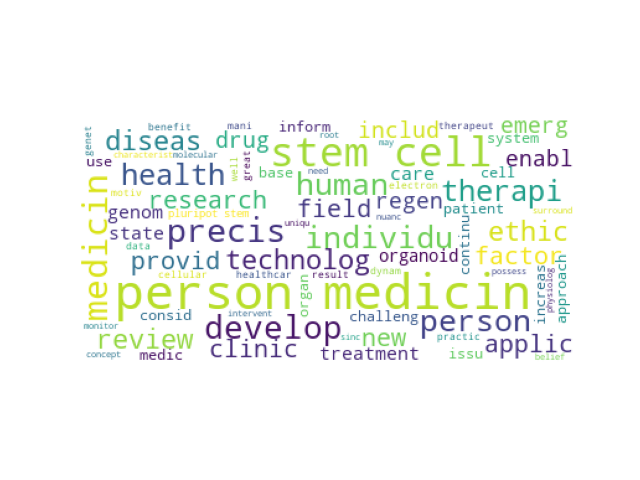 genet
benefit
mani
inform
includ
therapeut
emerg
diseas
drug
root
may
system
use
characterist
molecular
well
great
stem cell
enabl
health
base
need
human
care
cell
electron
therapi
medicin
motiv
research
regen
genom
pluripot stem
field
patient
surround
state
precis
uniqu
individu
nuanc
ethic
data
provid
technolog
organoid
continu
factor
cellular
healthcar
result
dynam
possess
person medicin
organ
increas
physiolog
approach
consid
intervent
challeng
person
monitor
develop
review
clinic
sinc
new
practic
applic
concept
medic
treatment
issu
belief